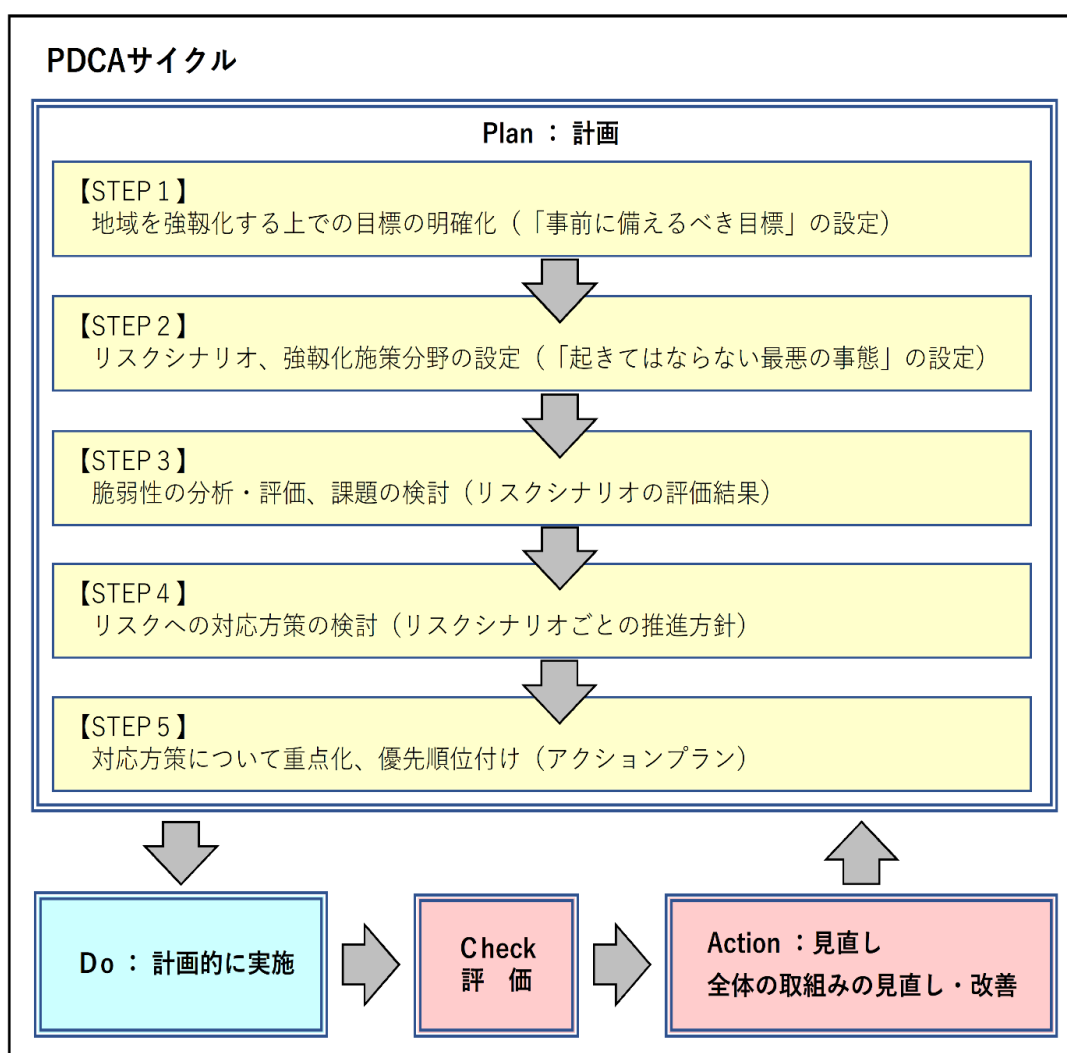 PDCAサイクル
Plan ： 計画
【STEP１】
地域を強靱化する上での目標の明確化（「事前に備えるべき目標」の設定）
【STEP２】
リスクシナリオ、強靱化施策分野の設定（「起きてはならない最悪の事態」の設定）
【STEP３】
脆弱性の分析・評価、課題の検討（リスクシナリオの評価結果）
【STEP４】
リスクへの対応方策の検討（リスクシナリオごとの推進方針）
【STEP５】
対応方策について重点化、優先順位付け（アクションプラン）
Do ： 計画的に実施
Check
評　価
Action ：見直し
全体の取組みの見直し・改善